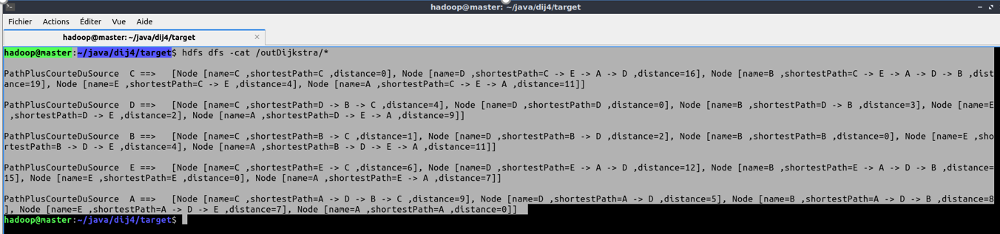 hadoop@master: ~/java/dij4/target
Fichier Actions Éditer Vue Aide
hadoop@master: ~/java/dij4/target
hadoop@master:~/java/dij4/target$ hdfs dfs -cat /outDijkstra/*
PathPlusCourteDuSource  C ==>   [Node [name=C ,shortestPath=C ,distance=0], Node [name=D ,shortestPath=C -> E -> A -> D ,distance=16], Node [name=B ,shortestPath=C -> E -> A -> D -> B ,dist
ance=19], Node [name=E ,shortestPath=C -> E ,distance=4], Node [name=A ,shortestPath=C -> E -> A ,distance=11]]
PathPlusCourteDuSource  D ==>   [Node [name=C ,shortestPath=D -> B -> C ,distance=4], Node [name=D ,shortestPath=D ,distance=0], Node [name=B ,shortestPath=D -> B ,distance=3], Node [name=E
 ,shortestPath=D -> E ,distance=2], Node [name=A ,shortestPath=D -> E -> A ,distance=9]]
PathPlusCourteDuSource  B ==>   [Node [name=C ,shortestPath=B -> C ,distance=1], Node [name=D ,shortestPath=B -> D ,distance=2], Node [name=B ,shortestPath=B ,distance=0], Node [name=E ,sho
rtestPath=B -> D -> E ,distance=4], Node [name=A ,shortestPath=B -> D -> E -> A ,distance=11]]
PathPlusCourteDuSource  E ==>   [Node [name=C ,shortestPath=E -> C ,distance=6], Node [name=D ,shortestPath=E -> A -> D ,distance=12], Node [name=B ,shortestPath=E -> A -> D -> B ,distance=
15], Node [name=E ,shortestPath=E ,distance=0], Node [name=A ,shortestPath=E -> A ,distance=7]]
PathPlusCourteDuSource  A ==>   [Node [name=C ,shortestPath=A -> D -> B -> C ,distance=9], Node [name=D ,shortestPath=A -> D ,distance=5], Node [name=B ,shortestPath=A -> D -> B ,distance=8
], Node [name=E ,shortestPath=A -> D -> E ,distance=7], Node [name=A ,shortestPath=A ,distance=0]]
hadoop@master:~/java/dij4/target$